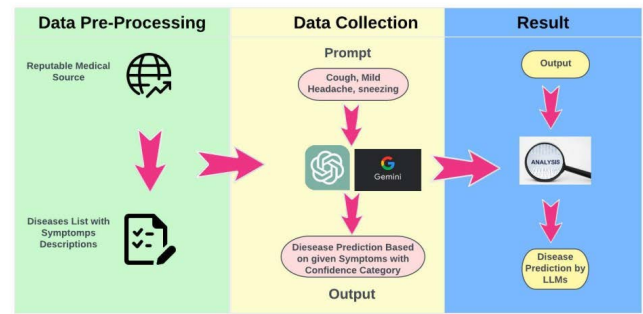 Data Pre-Processing
Reputable Medical
Source
Diseases List with
Symptomps
Descriptions
Data Collection
Prompt
Cough, Mild
Headache, sneezing
G
Gemini
Diesease Prediction Based
on given Symptoms with
Confidence Category
Output
Result
Output
ANALYSIS
Disease
Prediction by
LLMs